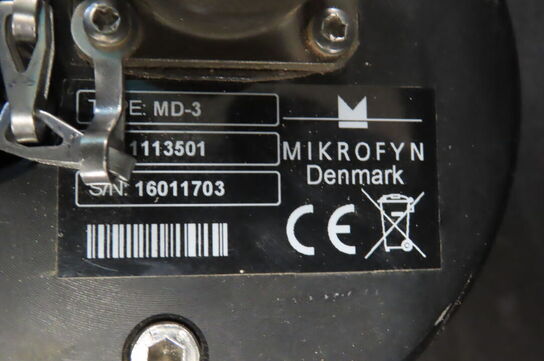 MD-3
1113501
S/N: 16011703
MIKROFYN
Denmark
CE